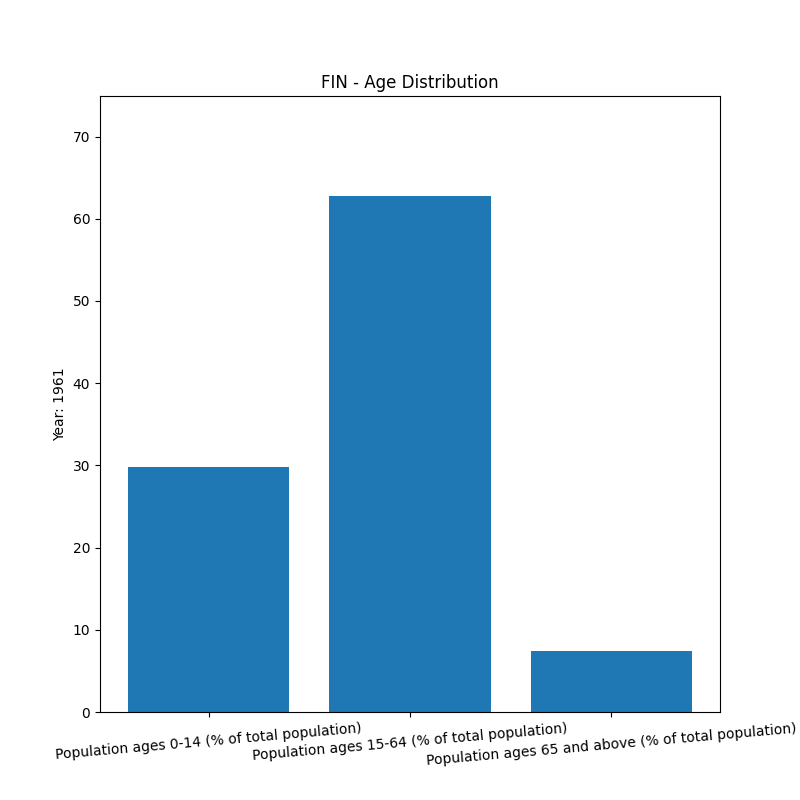 FIN - Age Distribution
70
60
50
40
30
20
10
0
Year: 1961
Population ages 0-14 (% of total population)
Population ages 15-64 (% of total population)
Population ages 65 and above (% of total population)